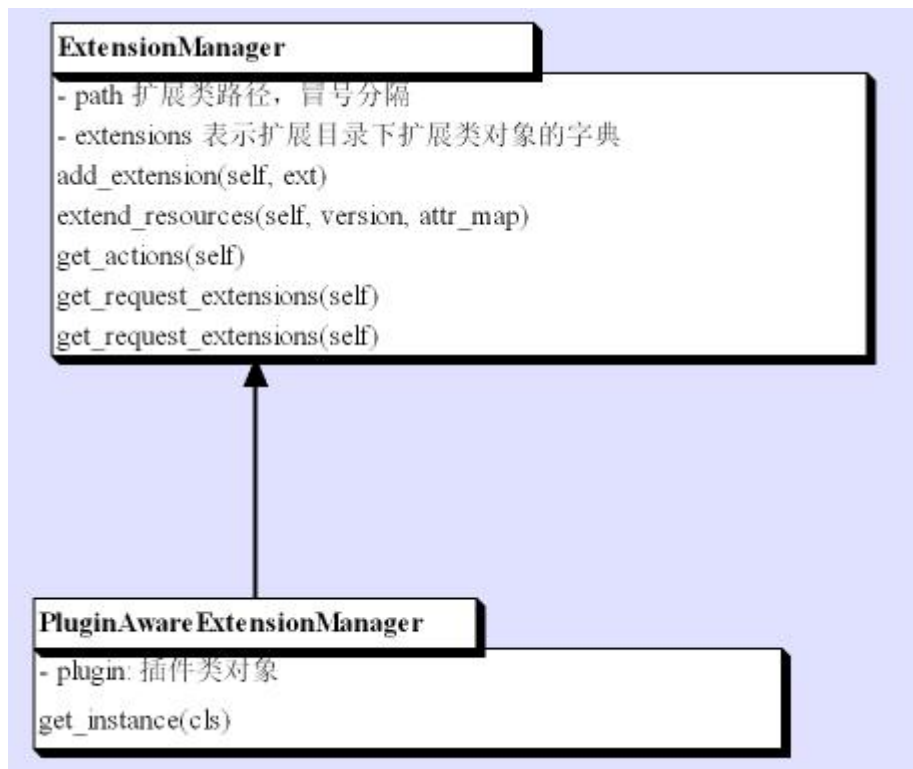 ExtensionManager
- path 扩展类路径，冒号分隔
- extensions 表示扩展目录下扩展类对象的字典
add_extension(self, ext)
extend_resources(self, version, attr_map)
get_actions(self)
get_request_extensions(self)
get_request_extensions(self)
PluginAwareExtensionManager
- plugin: 插件类对象
get_instance(cls)